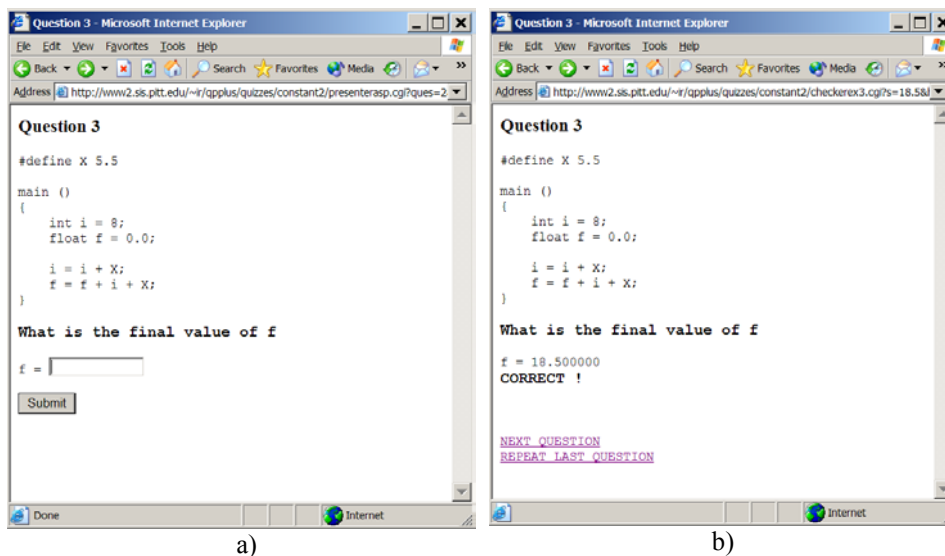 Question 3 - Microsoft Internet Explorer
File Edit View Favorites Tools Help
Back Search Favorites Media »
Address http://www2.sis.pitt.edu/~ir/qpplus/quizzes/constant2/presenterasp.cgi?ques=2
Question 3
#define X 5.5
main ()
{
int i = 8;
float f = 0.0;
i = i + X;
f = f + i + X;
}
What is the final value of f
f =
Submit
Done Internet
a)
Question 3 - Microsoft Internet Explorer
File Edit View Favorites Tools Help
Back Search Favorites Media
Address http://www2.sis.pitt.edu/~ir/qpplus/quizzes/constant2/checkerex3.cgi?s=18.5&
Question 3
#define X 5.5
main ()
{
int i = 8;
float f = 0.0;
i = i + X;
f = f + i + X;
}
What is the final value of f
f = 18.500000
CORRECT !
NEXT QUESTION
REPEAT LAST QUESTION
Internet
b)